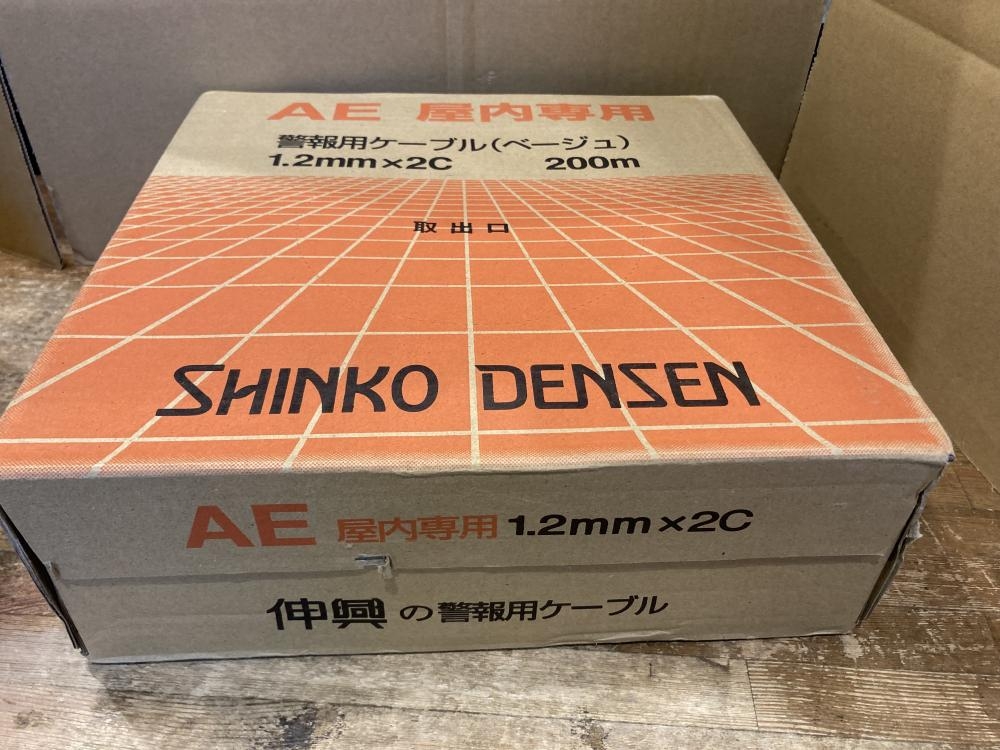 AE 屋内専用
警報用ケーブル(ベージュ)
1.2mm×2C 200m
取出口
SHINKO DENSEN
AE 屋内専用 1.2mm×2C
伸興の警報用ケーブル